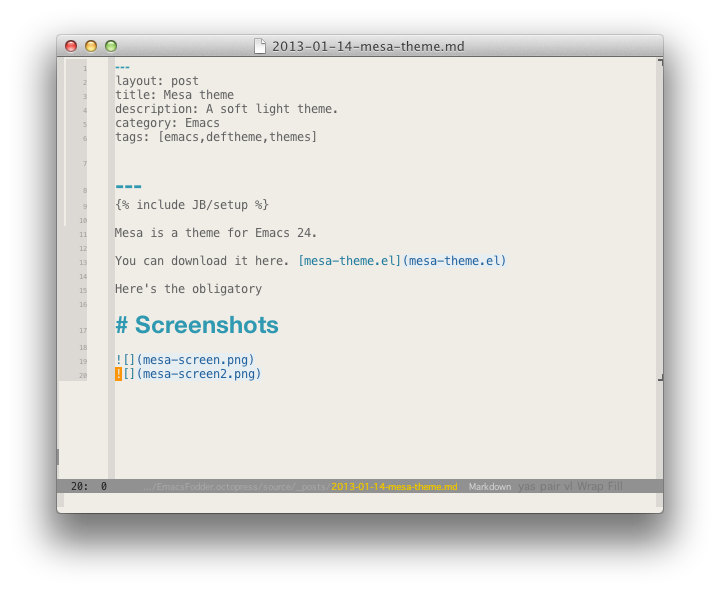 2013-01-14-mesa-theme.md
1 ---
2 layout: post
3 title: Mesa theme
4 description: A soft light theme.
5 category: Emacs
6 tags: [emacs,deftheme,themes]
7
8 ---
9 {% include JB/setup %}
10
11 Mesa is a theme for Emacs 24.
12
13 You can download it here. [mesa-theme.el](mesa-theme.el)
14
15 Here's the obligatory
16
17 # Screenshots
18
19 ![](mesa-screen.png)
20 ![](mesa-screen2.png)
20: 0 .../EmacsFodder.octopress/source/_posts/2013-01-14-mesa-theme.md Markdown yas pair vl Wrap Fill